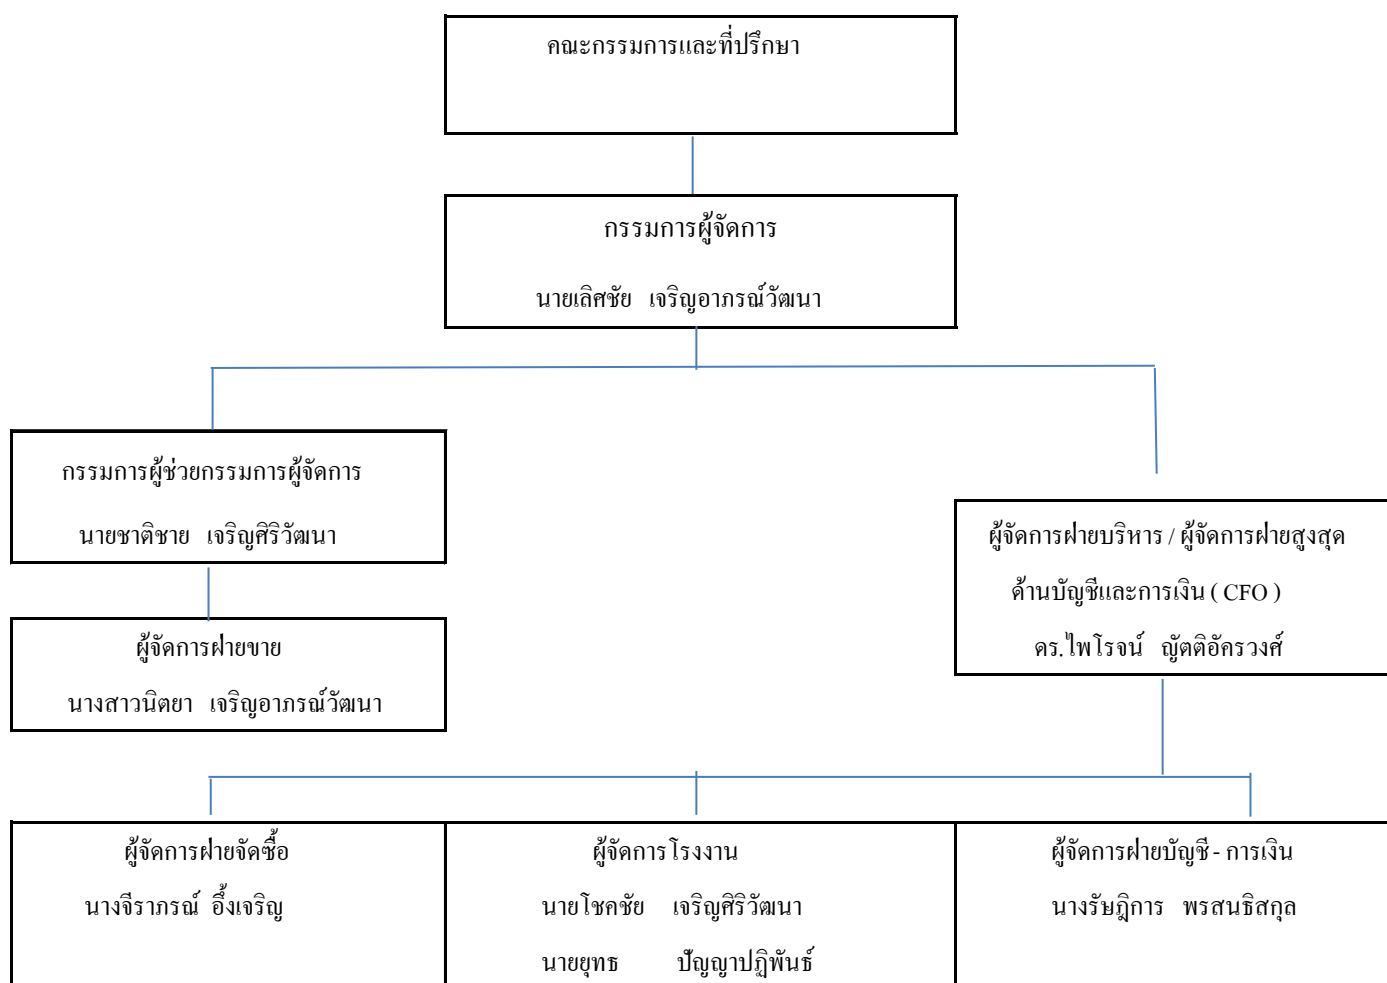 คณะกรรมการและที่ปรึกษา
กรรมการผู้จัดการ
นายเลิศชัย เจริญอาภรณ์วัฒนา
กรรมการผู้ช่วยกรรมการผู้จัดการ
นายชาติชาย เจริญศิริวัฒนา
ผู้จัดการฝ่ายขาย
นางสาวนิตยา เจริญอาภรณ์วัฒนา
ผู้จัดการฝ่ายบริหาร / ผู้จัดการฝ่ายสูงสุด
ด้านบัญชีและการเงิน ( CFO )
ดร.ไพโรจน์ ญัตติอัครวงศ์
ผู้จัดการฝ่ายจัดซื้อ
นางจีราภรณ์ อึ้งเจริญ
ผู้จัดการโรงงาน
นายโชคชัย เจริญศิริวัฒนา
นายยุทธ ปัญญาปฏิพันธ์
ผู้จัดการฝ่ายบัญชี - การเงิน
นางรัษฎิการ พรสนธิสกุล